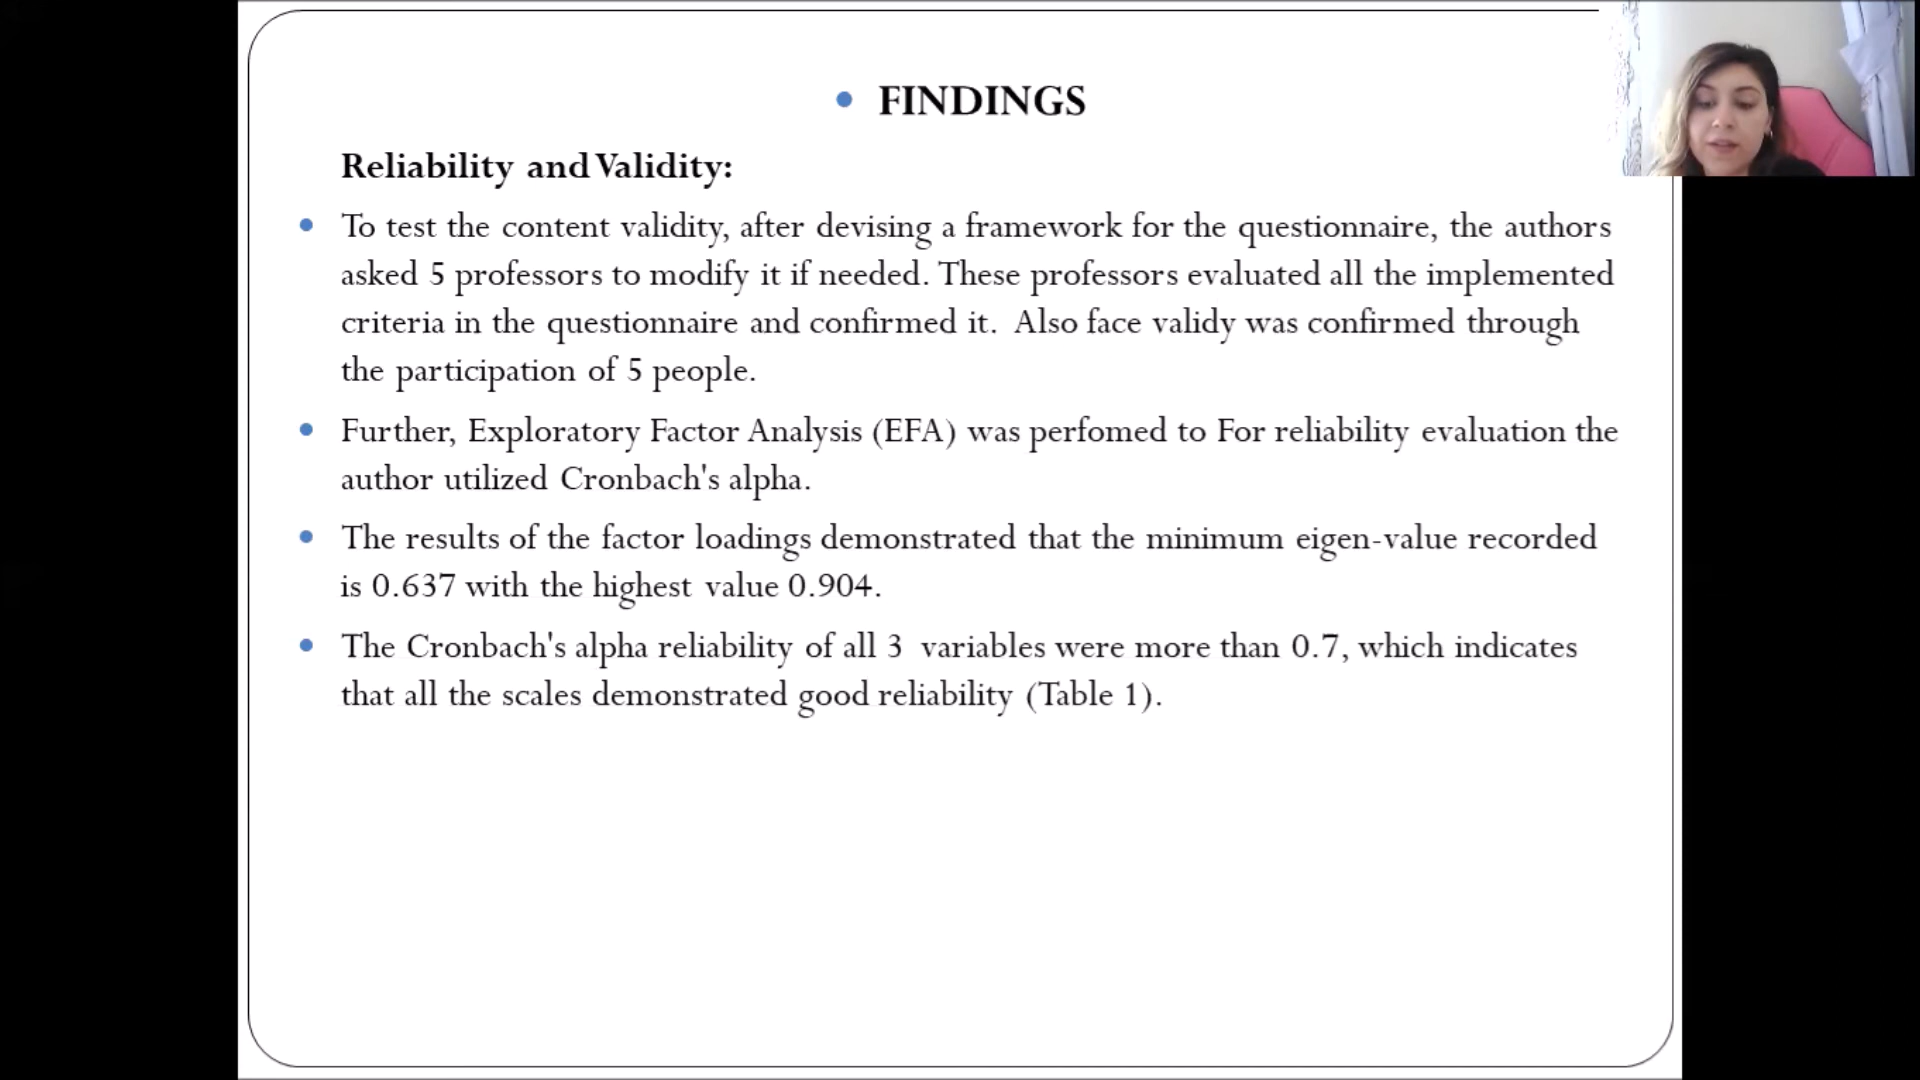 • FINDINGS
Reliability and Validity:
• To test the content validity, after devising a framework for the questionnaire, the authors
asked 5 professors to modify it if needed. These professors evaluated all the implemented
criteria in the questionnaire and confirmed it.  Also face validy was confirmed through
the participation of 5 people.
• Further, Exploratory Factor Analysis (EFA) was perfomed to For reliability evaluation the
author utilized Cronbach's alpha.
• The results of the factor loadings demonstrated that the minimum eigen-value recorded
is 0.637 with the highest value 0.904.
• The Cronbach's alpha reliability of all 3  variables were more than 0.7, which indicates
that all the scales demonstrated good reliability (Table 1).